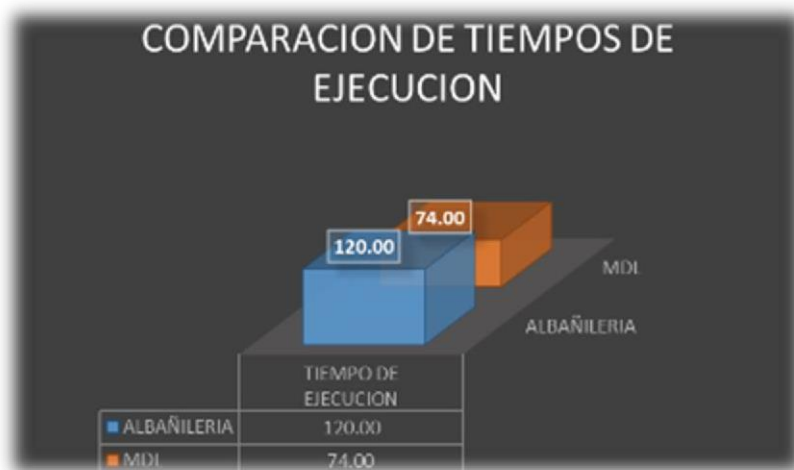 COMPARACION DE TIEMPOS DE
EJECUCION
74.00
120.00
MDL
ALBAÑILERIA
TIEMPO DE
EJECUCION
ALBAÑILERIA 120.00
MDL 74.00